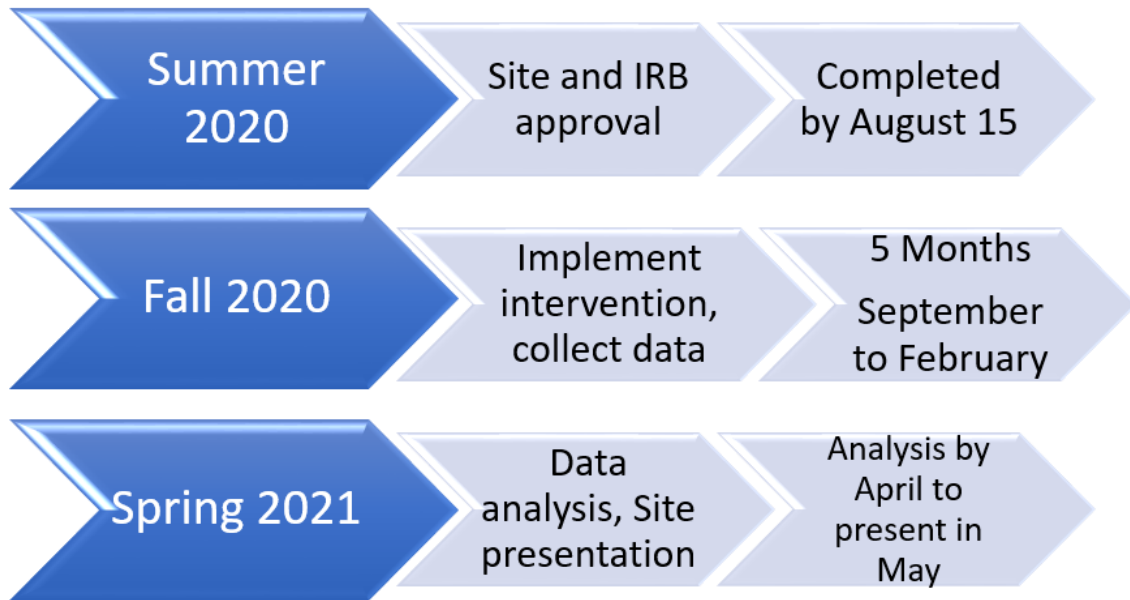 Summer
2020
Site and IRB
approval
Completed
by August 15
Fall 2020
Implement
intervention,
collect data
5 Months
September
to February
Spring 2021
Data
analysis, Site
presentation
Analysis by
April to
present in
May